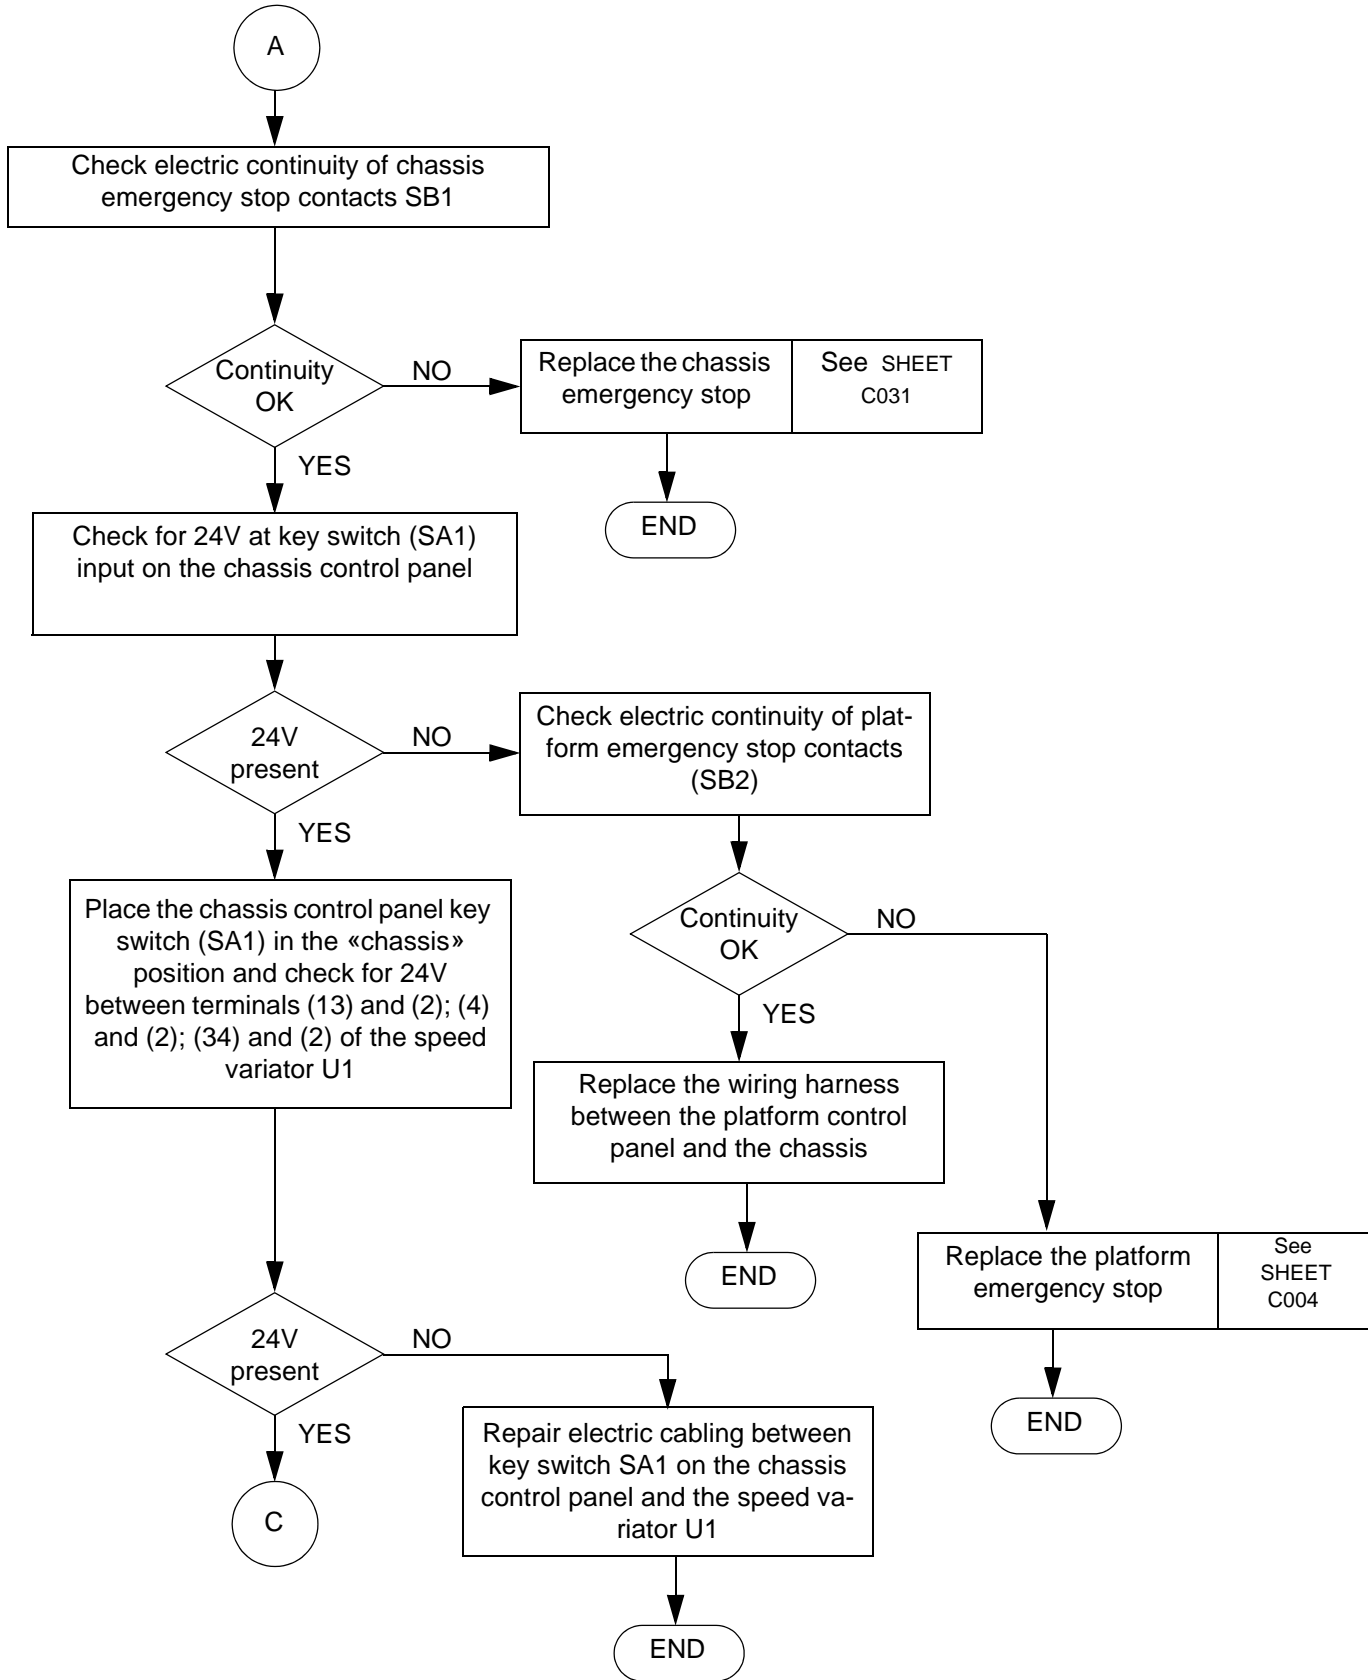 A
Check electric continuity of chassis
emergency stop contacts SB1
Continuity
OK
NO
Replace the chassis
emergency stop
See SHEET
C031
YES
END
Check for 24V at key switch (SA1)
input on the chassis control panel
24V
present
NO
Check electric continuity of plat-
form emergency stop contacts
(SB2)
YES
Place the chassis control panel key
switch (SA1) in the «chassis»
position and check for 24V
between terminals (13) and (2); (4)
and (2); (34) and (2) of the speed
variator U1
Continuity
OK
NO
YES
Replace the wiring harness
between the platform control
panel and the chassis
END
Replace the platform
emergency stop
See
SHEET
C004
END
24V
present
NO
YES
C
Repair electric cabling between
key switch SA1 on the chassis
control panel and the speed va-
riator U1
END